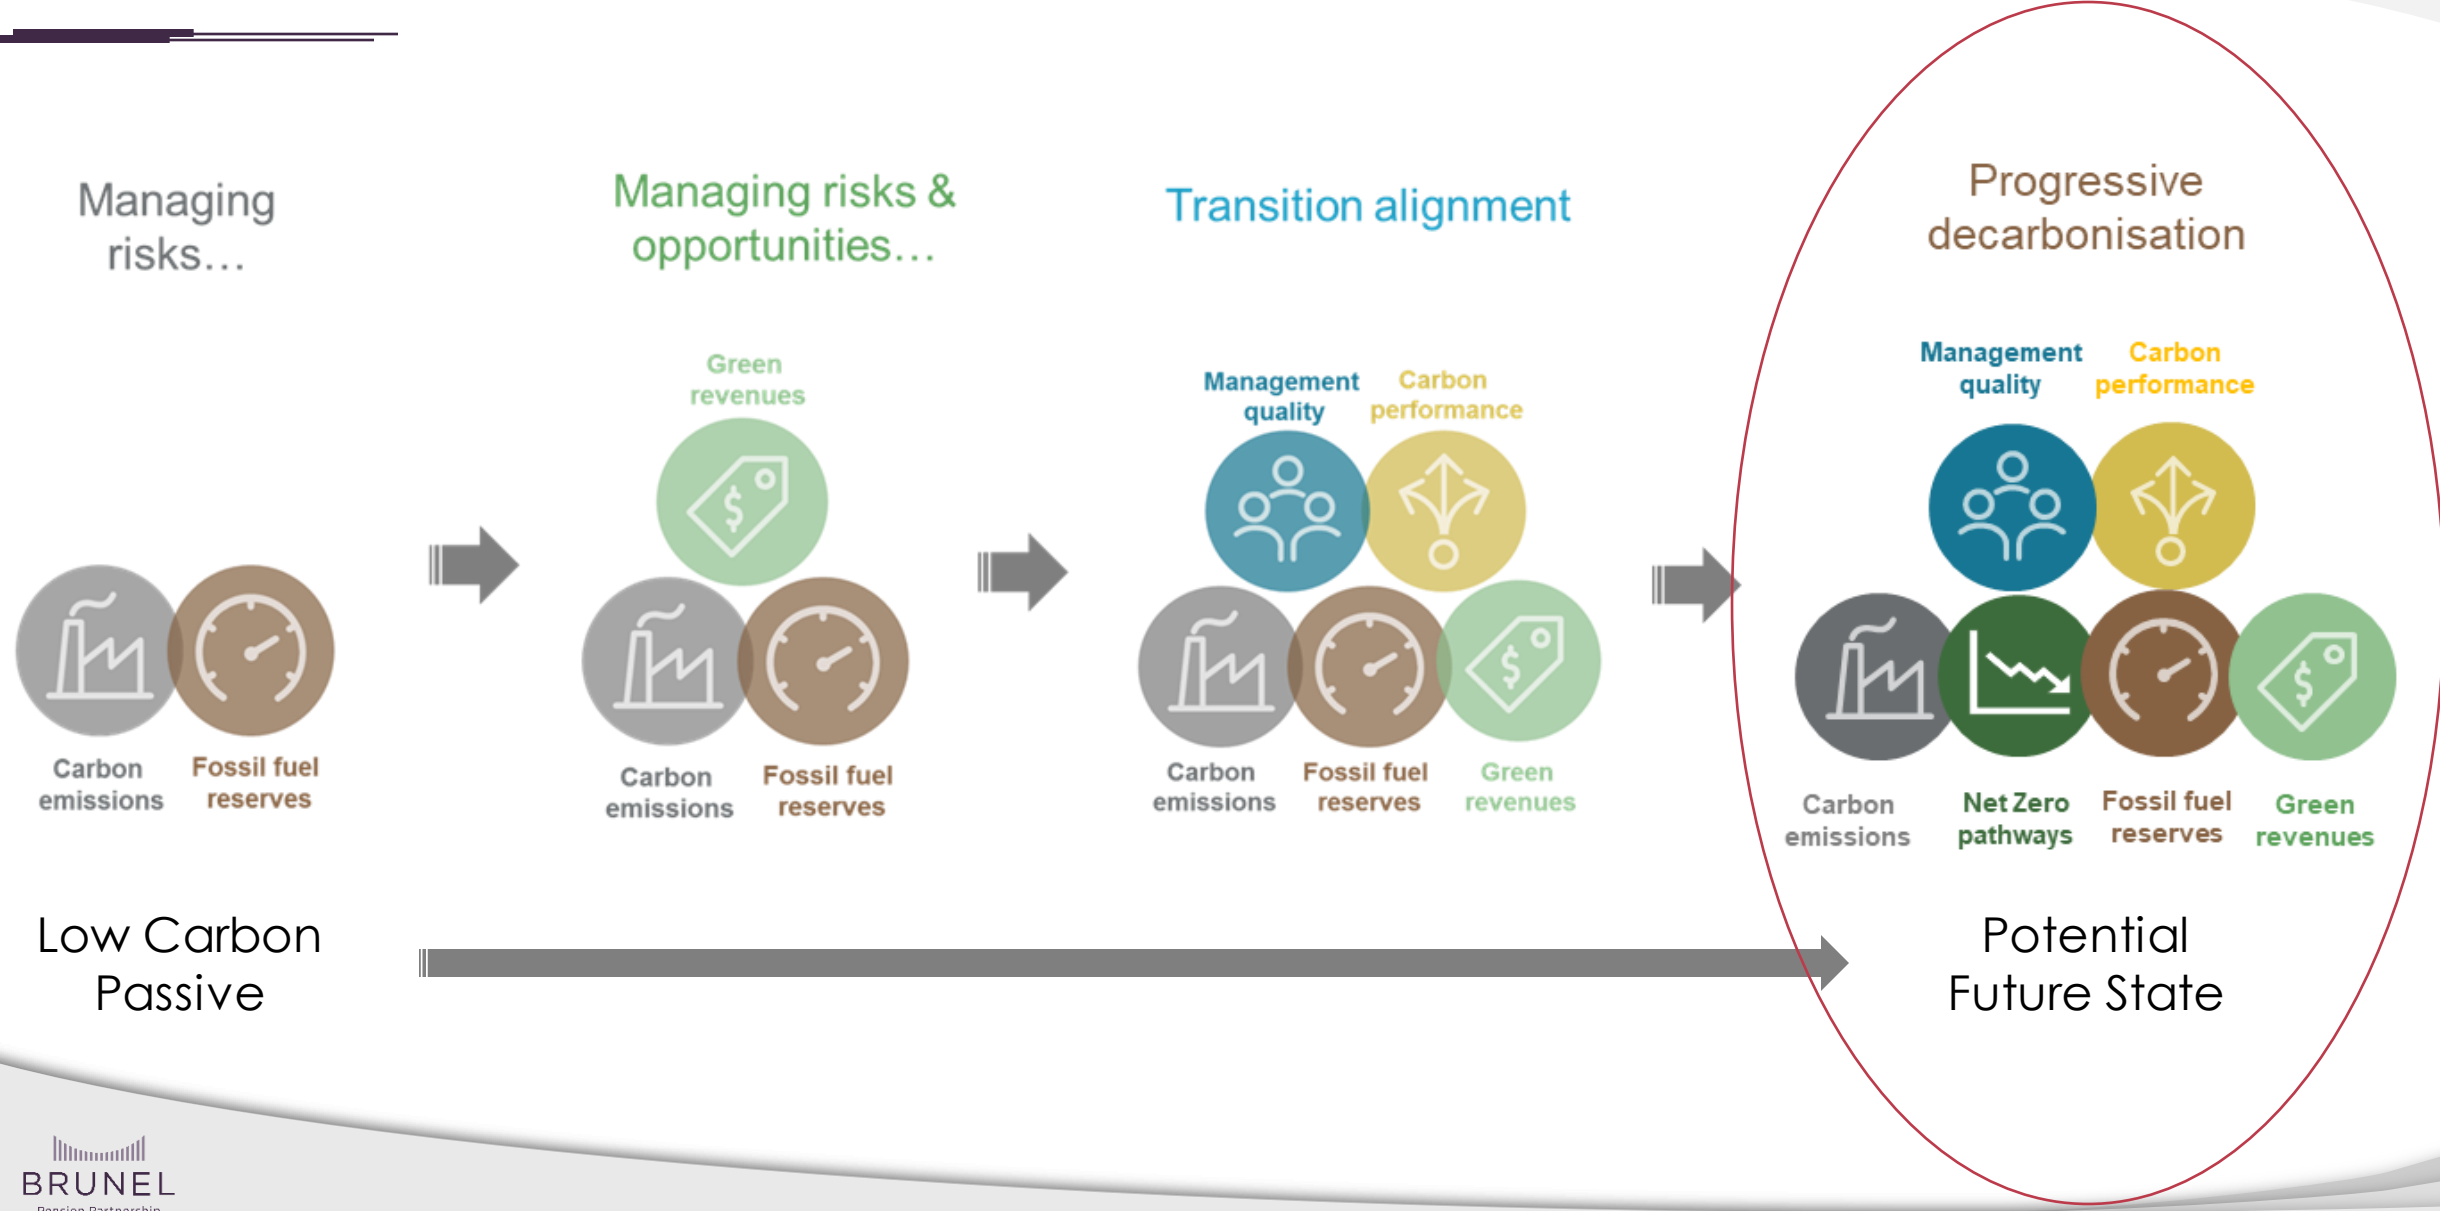 Managing
risks...
Carbon
emissions
Fossil fuel
reserves
Managing risks &
opportunities...
Green
revenues
Carbon
emissions
Fossil fuel
reserves
Transition alignment
Management
quality
Carbon
performance
Carbon
emissions
Fossil fuel
reserves
Green
revenues
Progressive
decarbonisation
Management
quality
Carbon
performance
Carbon
emissions
Net Zero
pathways
Fossil fuel
reserves
Green
revenues
Low Carbon
Passive
Potential
Future State
BRUNEL
Pension Partnership